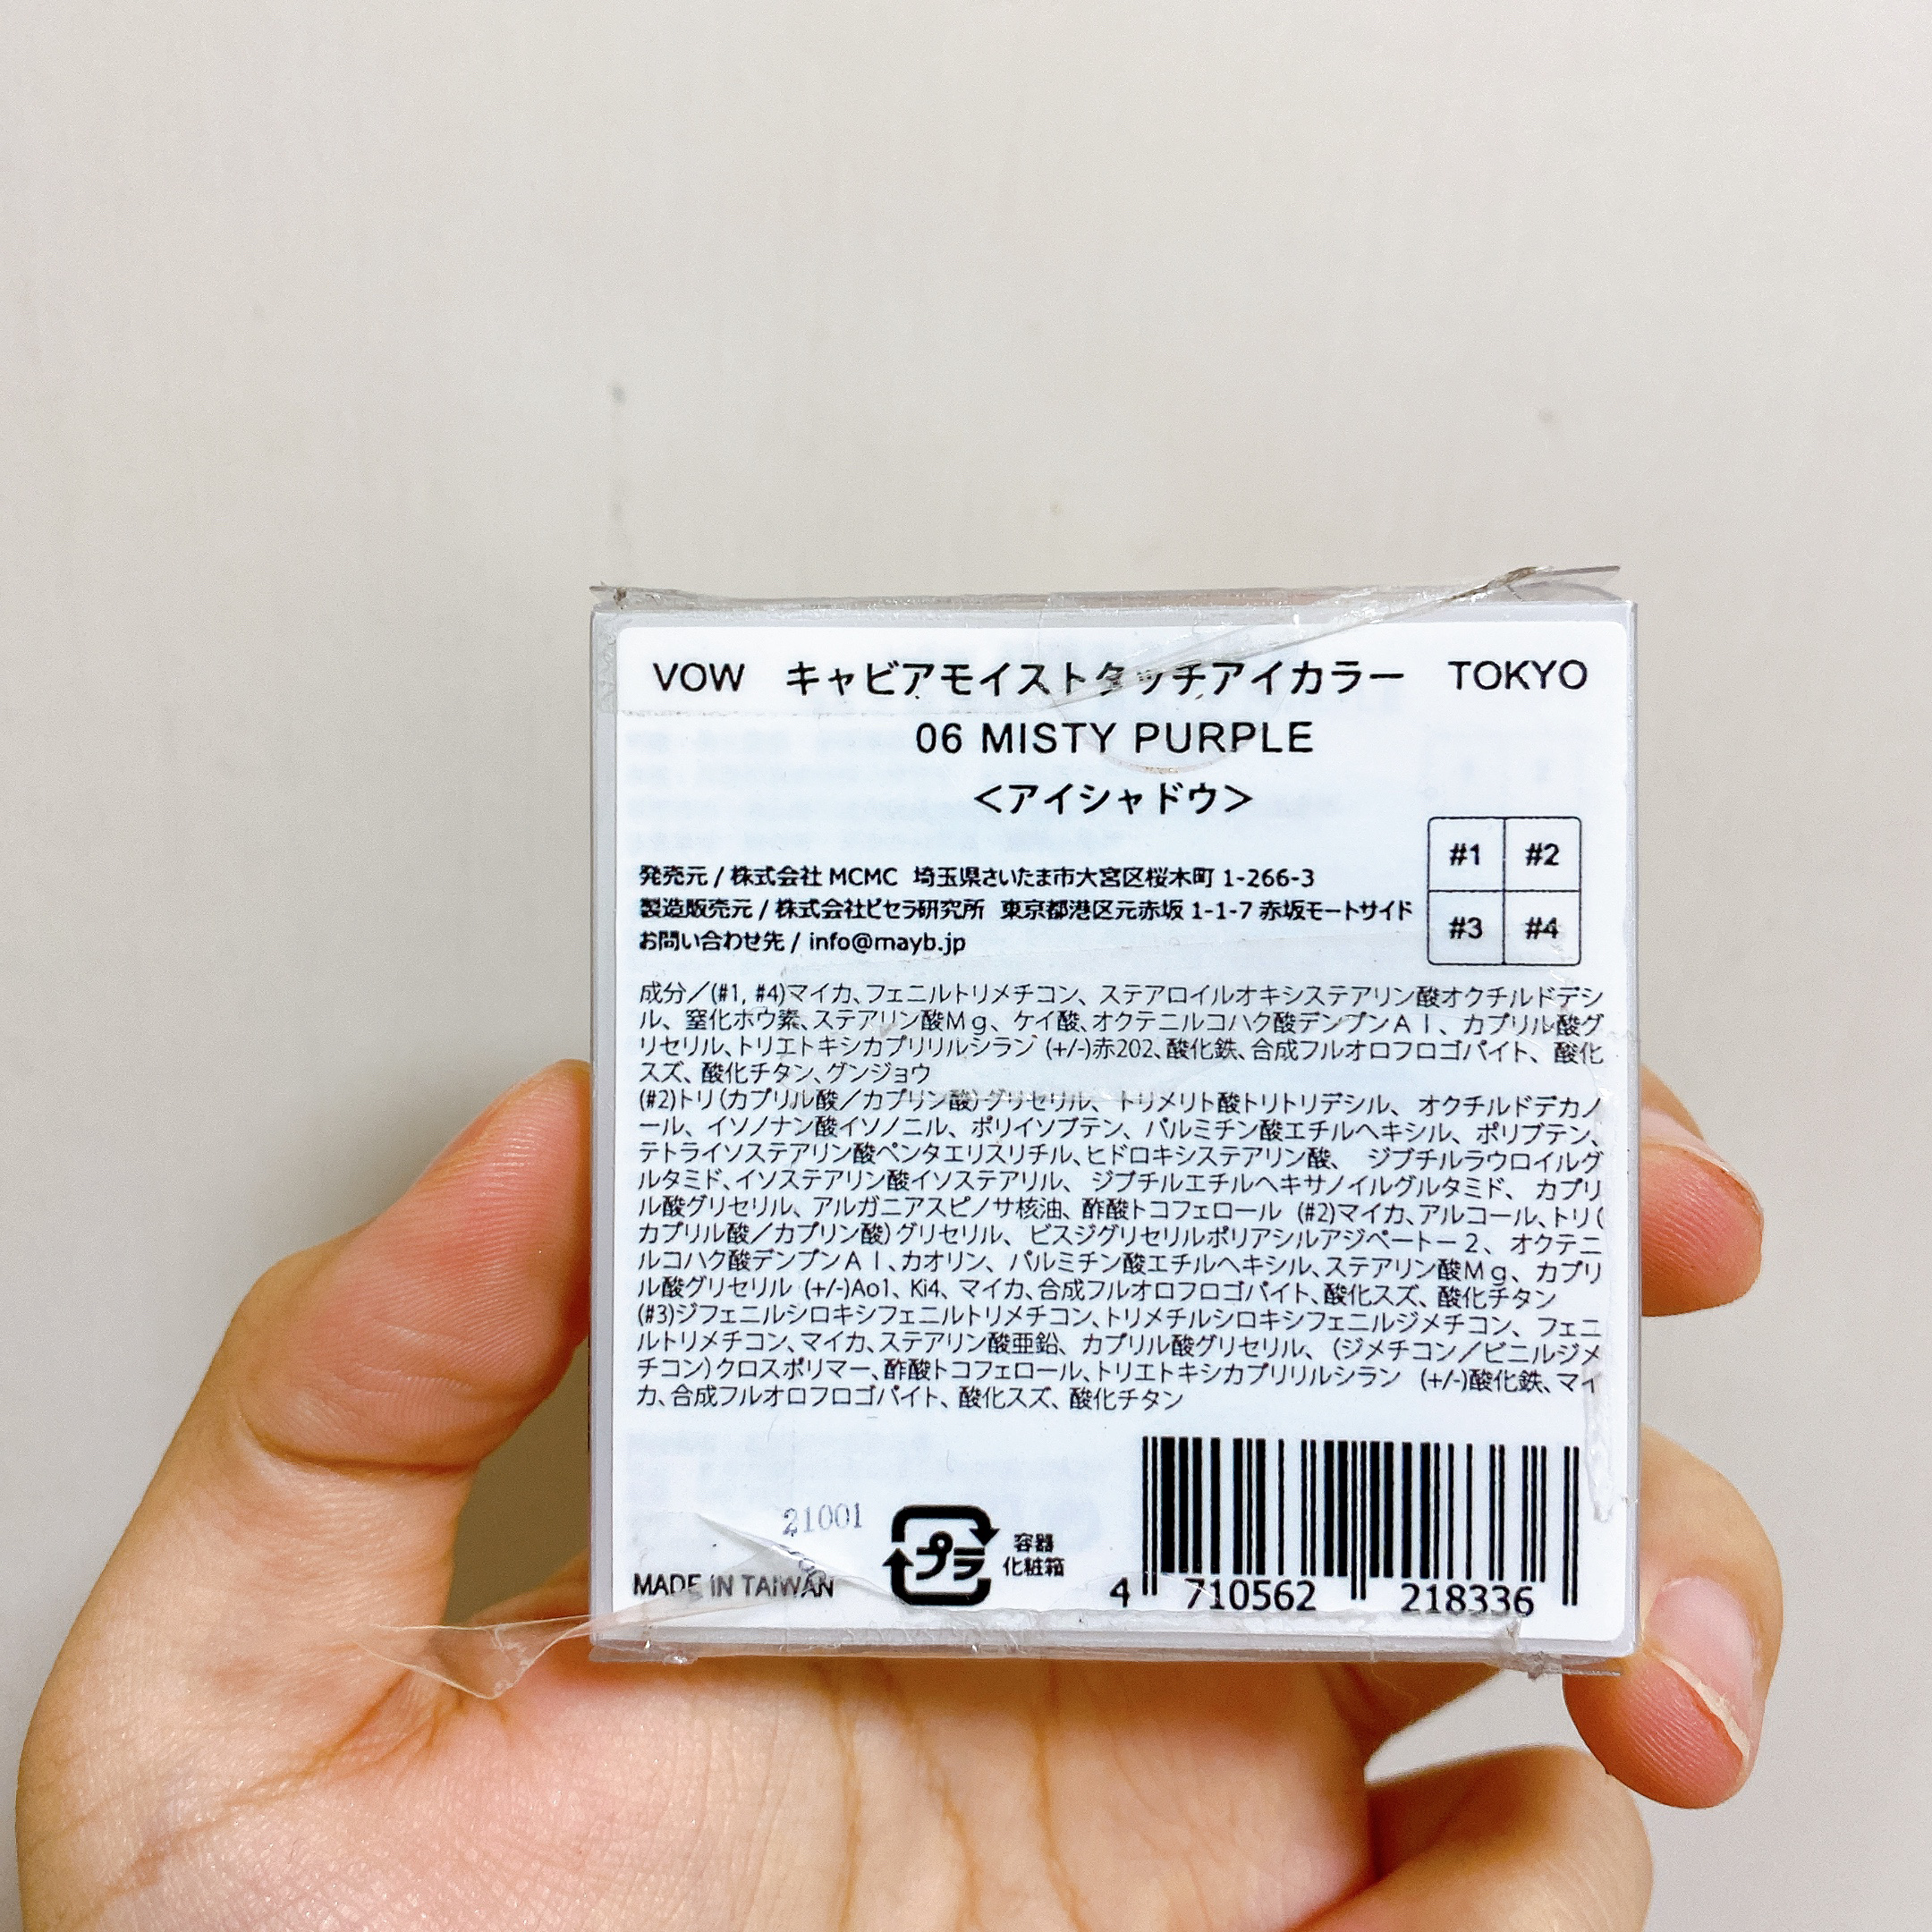 VOW キャビアモイストタッチアイカラー TOKYO
06 MISTY PURPLE
<アイシャドウ>
#1 #2
#3 #4
発売元 / 株式会社 MCMC 埼玉県さいたま市大宮区桜木町 1-266-3
製造販売元 / 株式会社ピセラ研究所 東京都港区元赤坂 1-1-7 赤坂モートサイド
お問い合わせ先 / info@mayb.jp
成分／(#1, #4)マイカ、フェニルトリメチコン、ステアロイルオキシステアリン酸オクチルドデシ
ル、窒化ホウ素、ステアリン酸Ｍｇ、ケイ酸、オクテニルコハク酸デンプンＡｌ、カプリル酸グ
リセリル、トリエトキシカプリリルシラン (+/-)赤202、酸化鉄、合成フルオロフロゴパイト、酸化
スズ、酸化チタン、グンジョウ
(#2)トリ(カプリル酸／カプリン酸)グリセリル、トリメリト酸トリトリデシル、オクチルドデカノ
ール、イソノナン酸イソノニル、ポリイソブテン、パルミチン酸エチルヘキシル、ポリブテン、
テトライソステアリン酸ペンタエリスリチル、ヒドロキシステアリン酸、ジブチルラウロイルグ
ルタミド、イソステアリン酸イソステアリル、ジブチルエチルヘキサノイルグルタミド、カプリ
ル酸グリセリル、アルガニアスピノサ核油、酢酸トコフェロール (#2)マイカ、アルコール、トリ(
カプリル酸／カプリン酸)グリセリル、ビスジグリセリルポリアシルアジペートー２、オクテニ
ルコハク酸デンプンＡｌ、カオリン、パルミチン酸エチルヘキシル、ステアリン酸Ｍｇ、カプリ
ル酸グリセリル (+/-)Ao1、Ki4、マイカ、合成フルオロフロゴパイト、酸化スズ、酸化チタン
(#3)ジフェニルシロキシフェニルトリメチコン、トリメチルシロキシフェニルジメチコン、フェニ
ルトリメチコン、マイカ、ステアリン酸亜鉛、カプリル酸グリセリル、(ジメチコン／ビニルジメ
チコン)クロスポリマー、酢酸トコフェロール、トリエトキシカプリリルシラン (+/-)酸化鉄、マイ
カ、合成フルオロフロゴパイト、酸化スズ、酸化チタン
21001
MADE IN TAIWAN
プラ
容器
化粧箱
4 710562 218336